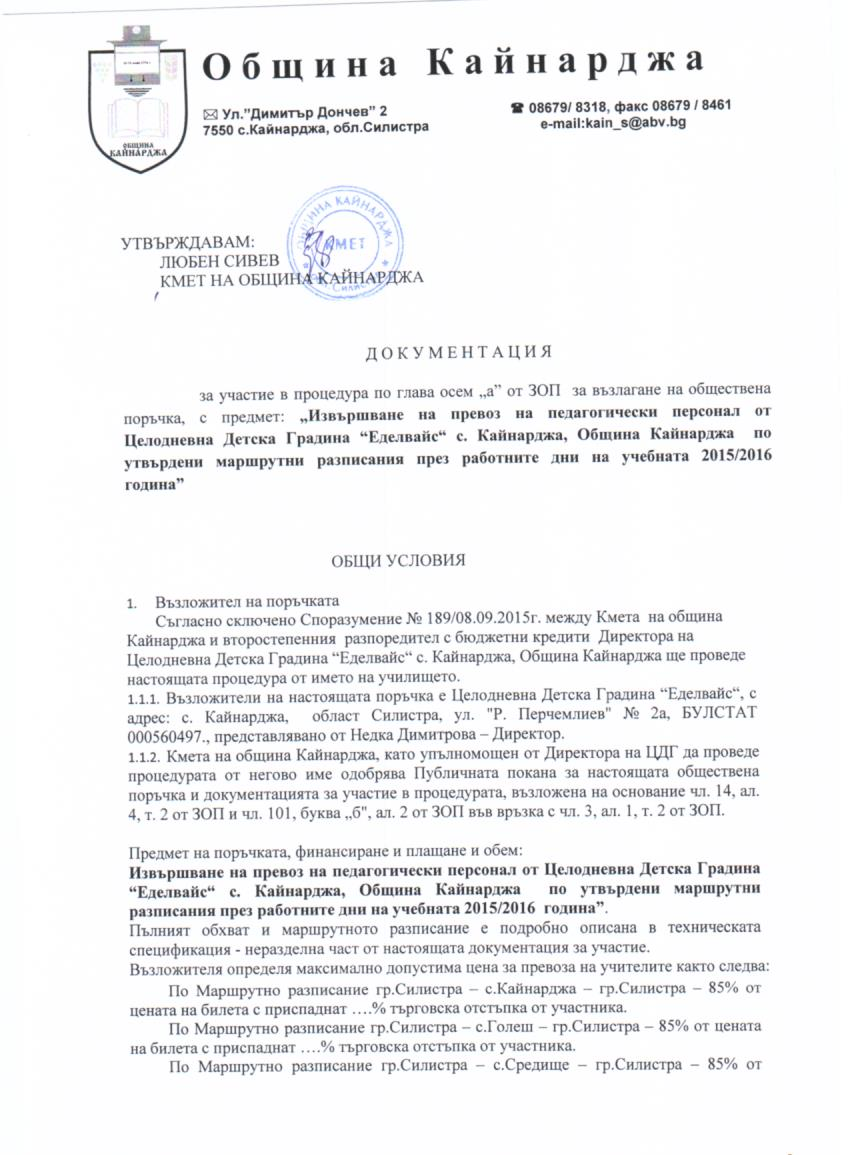 Община Кайнарджа
ОБЩИНА
КАЙНАРДЖА
Ул."Димитър Дончев" 2
7550 с.Кайнарджа, обл.Силистра
08679/ 8318, факс 08679 / 8461
e-mail:kain_s@abv.bg
ОБЩИНА КАЙНАРДЖА
КМЕТ
УТВЪРЖДАВАМ:
ЛЮБЕН СИВЕВ
КМЕТ НА ОБЩИНА КАЙНАРДЖА
Д О К У М Е Н Т А Ц И Я
за участие в процедура по глава осем „а” от ЗОП за възлагане на обществена
поръчка, с предмет: „Извършване на превоз на педагогически персонал от
Целодневна Детска Градина “Еделвайс“ с. Кайнарджа, Община Кайнарджа по
утвърдени маршрутни разписания през работните дни на учебната 2015/2016
година”
ОБЩИ УСЛОВИЯ
1. Възложител на поръчката
Съгласно сключено Споразумение № 189/08.09.2015г. между Кмета на община
Кайнарджа и второстепенния разпоредител с бюджетни кредити Директора на
Целодневна Детска Градина “Еделвайс“ с. Кайнарджа, Община Кайнарджа ще проведе
настоящата процедура от името на училището.
1.1.1. Възложители на настоящата поръчка е Целодневна Детска Градина “Еделвайс“, с
адрес: с. Кайнарджа, област Силистра, ул. "Р. Перчемлиев" № 2а, БУЛСТАТ
000560497., представлявано от Недка Димитрова – Директор.
1.1.2. Кмета на община Кайнарджа, като упълномощен от Директора на ЦДГ да проведе
процедурата от негово име одобрява Публичната покана за настоящата обществена
поръчка и документацията за участие в процедурата, възложена на основание чл. 14, ал.
4, т. 2 от ЗОП и чл. 101, буква „б", ал. 2 от ЗОП във връзка с чл. 3, ал. 1, т. 2 от ЗОП.
Предмет на поръчката, финансиране и плащане и обем:
Извършване на превоз на педагогически персонал от Целодневна Детска Градина
“Еделвайс“ с. Кайнарджа, Община Кайнарджа по утвърдени маршрутни
разписания през работните дни на учебната 2015/2016 година”.
Пълният обхват и маршрутното разписание е подробно описана в техническата
спецификация - неразделна част от настоящата документация за участие.
Възложителя определя максимално допустима цена за превоза на учителите както следва:
По Маршрутно разписание гр.Силистра – с.Кайнарджа – гр.Силистра – 85% от
цената на билета с приспаднат ….% търговска отстъпка от участника.
По Маршрутно разписание гр.Силистра – с.Голеш – гр.Силистра – 85% от цената
на билета с приспаднат ….% търговска отстъпка от участника.
По Маршрутно разписание гр.Силистра – с.Средище – гр.Силистра – 85% от